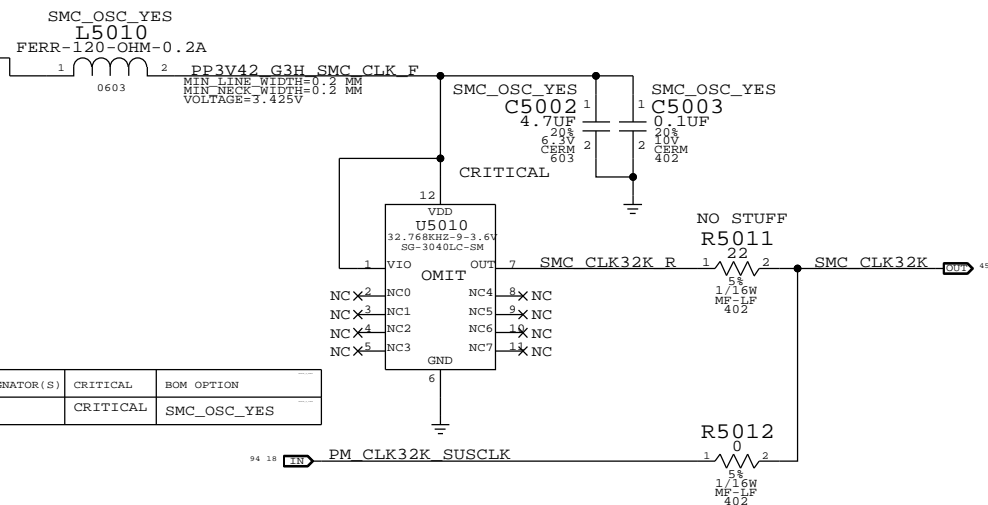 SMC_OSC_YES
L5010
FERR-120-OHM-0.2A
1 2
0603
PP3V42_G3H_SMC_CLK_F
MIN_LINE_WIDTH=0.2 MM
MIN_NECK_WIDTH=0.2 MM
VOLTAGE=3.425V
SMC_OSC_YES
C5002
4.7UF
20%
6.3V
CERM
603
1
2
SMC_OSC_YES
C5003
0.1UF
20%
10V
CERM
402
1
2
CRITICAL
12
VDD
U5010
32.768KHZ-9-3.6V
SG-3040LC-SM
1 VIO
OMIT
OUT 7
SMC_CLK32K_R
NC 2 NC0
NC4 8 NC
NC 3 NC1
NC5 9 NC
NC 4 NC2
NC6 10 NC
NC 5 NC3
NC7 11 NC
GND
6
NO STUFF
R5011
22
1 2
5%
1/16W
MF-LF
402
SMC_CLK32K
OUT
NATOR(S) CRITICAL BOM OPTION
CRITICAL SMC_OSC_YES
94 18 IN PM_CLK32K_SUSCLK
R5012
0
1 2
5%
1/16W
MF-LF
402